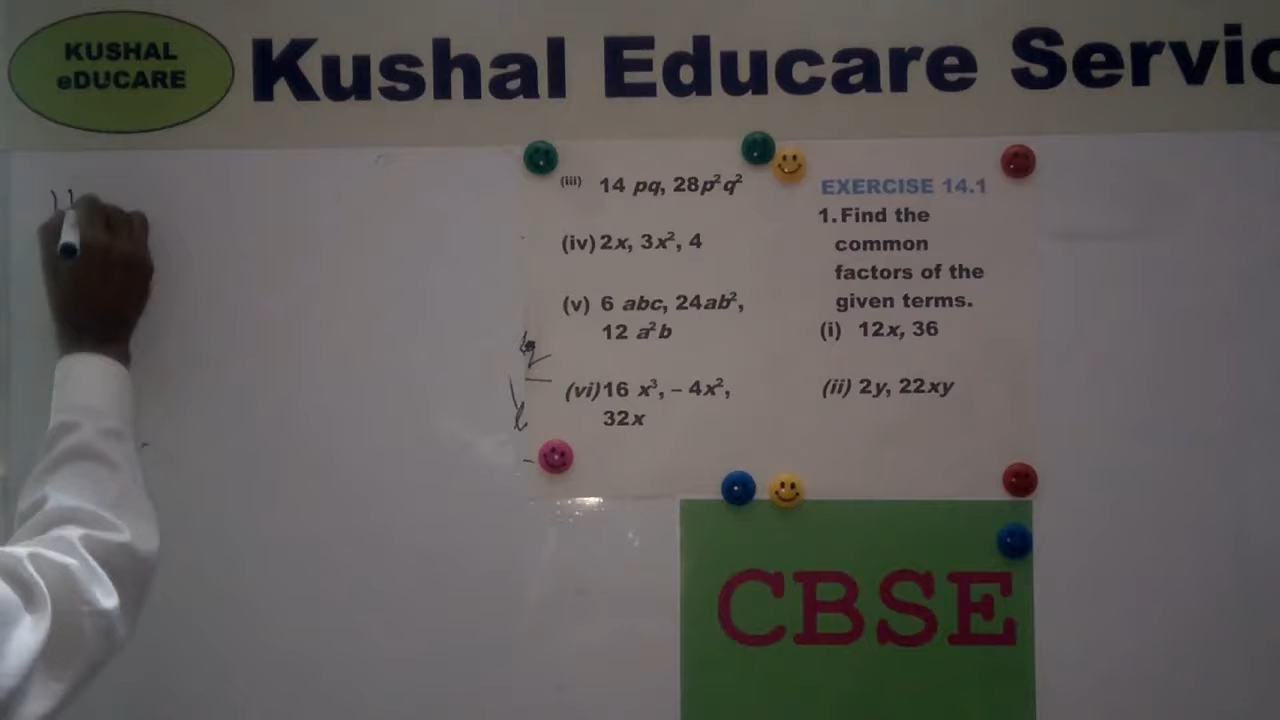 KUSHAL
eDUCARE
Kushal Educare Servic
(iii) 14 pq, 28p²q²
(iv) 2x, 3x², 4
(v) 6 abc, 24ab²,
12 a²b
(vi) 16 x³, – 4x²,
32x
EXERCISE 14.1
1. Find the
common
factors of the
given terms.
(i) 12x, 36
(ii) 2y, 22xy
CBSE